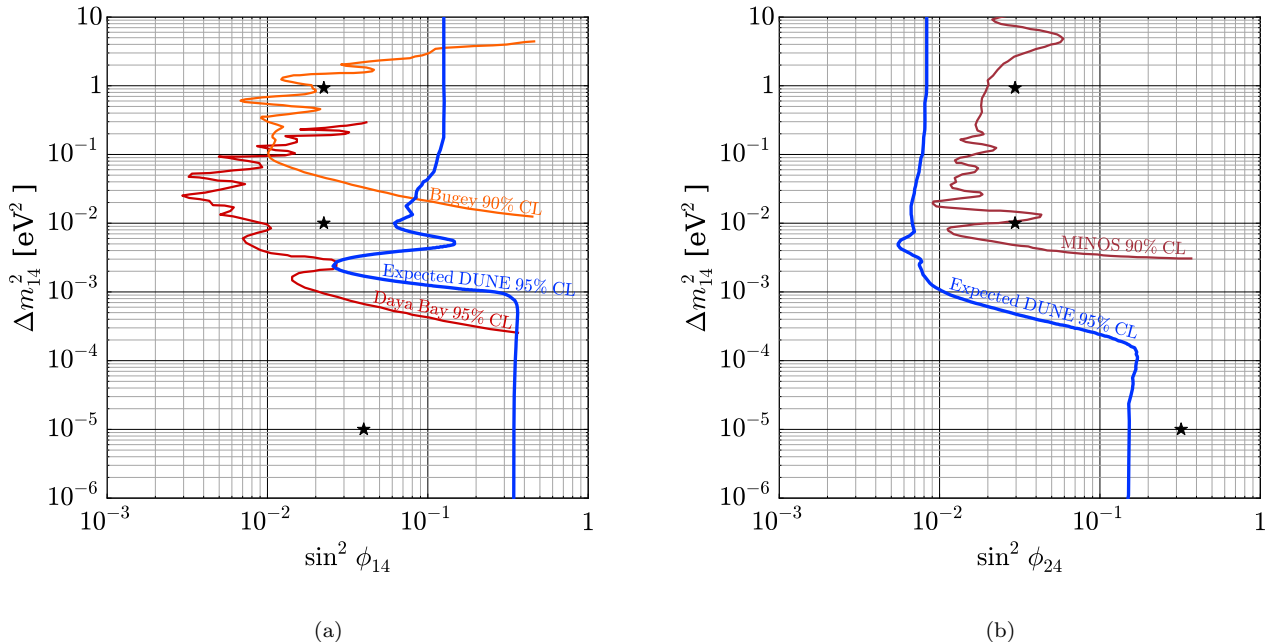 10
1
10⁻¹
10⁻²
10⁻³
10⁻⁴
10⁻⁵
10⁻⁶
Δm²₁₄ [eV²]
Bugey 90% CL
Expected DUNE 95% CL
Daya Bay 95% CL
10⁻³ 10⁻² 10⁻¹ 1
sin² ϕ₁₄
(a)
10
1
10⁻¹
10⁻²
10⁻³
10⁻⁴
10⁻⁵
10⁻⁶
Δm²₁₄ [eV²]
MINOS 90% CL
Expected DUNE 95% CL
10⁻³ 10⁻² 10⁻¹ 1
sin² ϕ₂₄
(b)